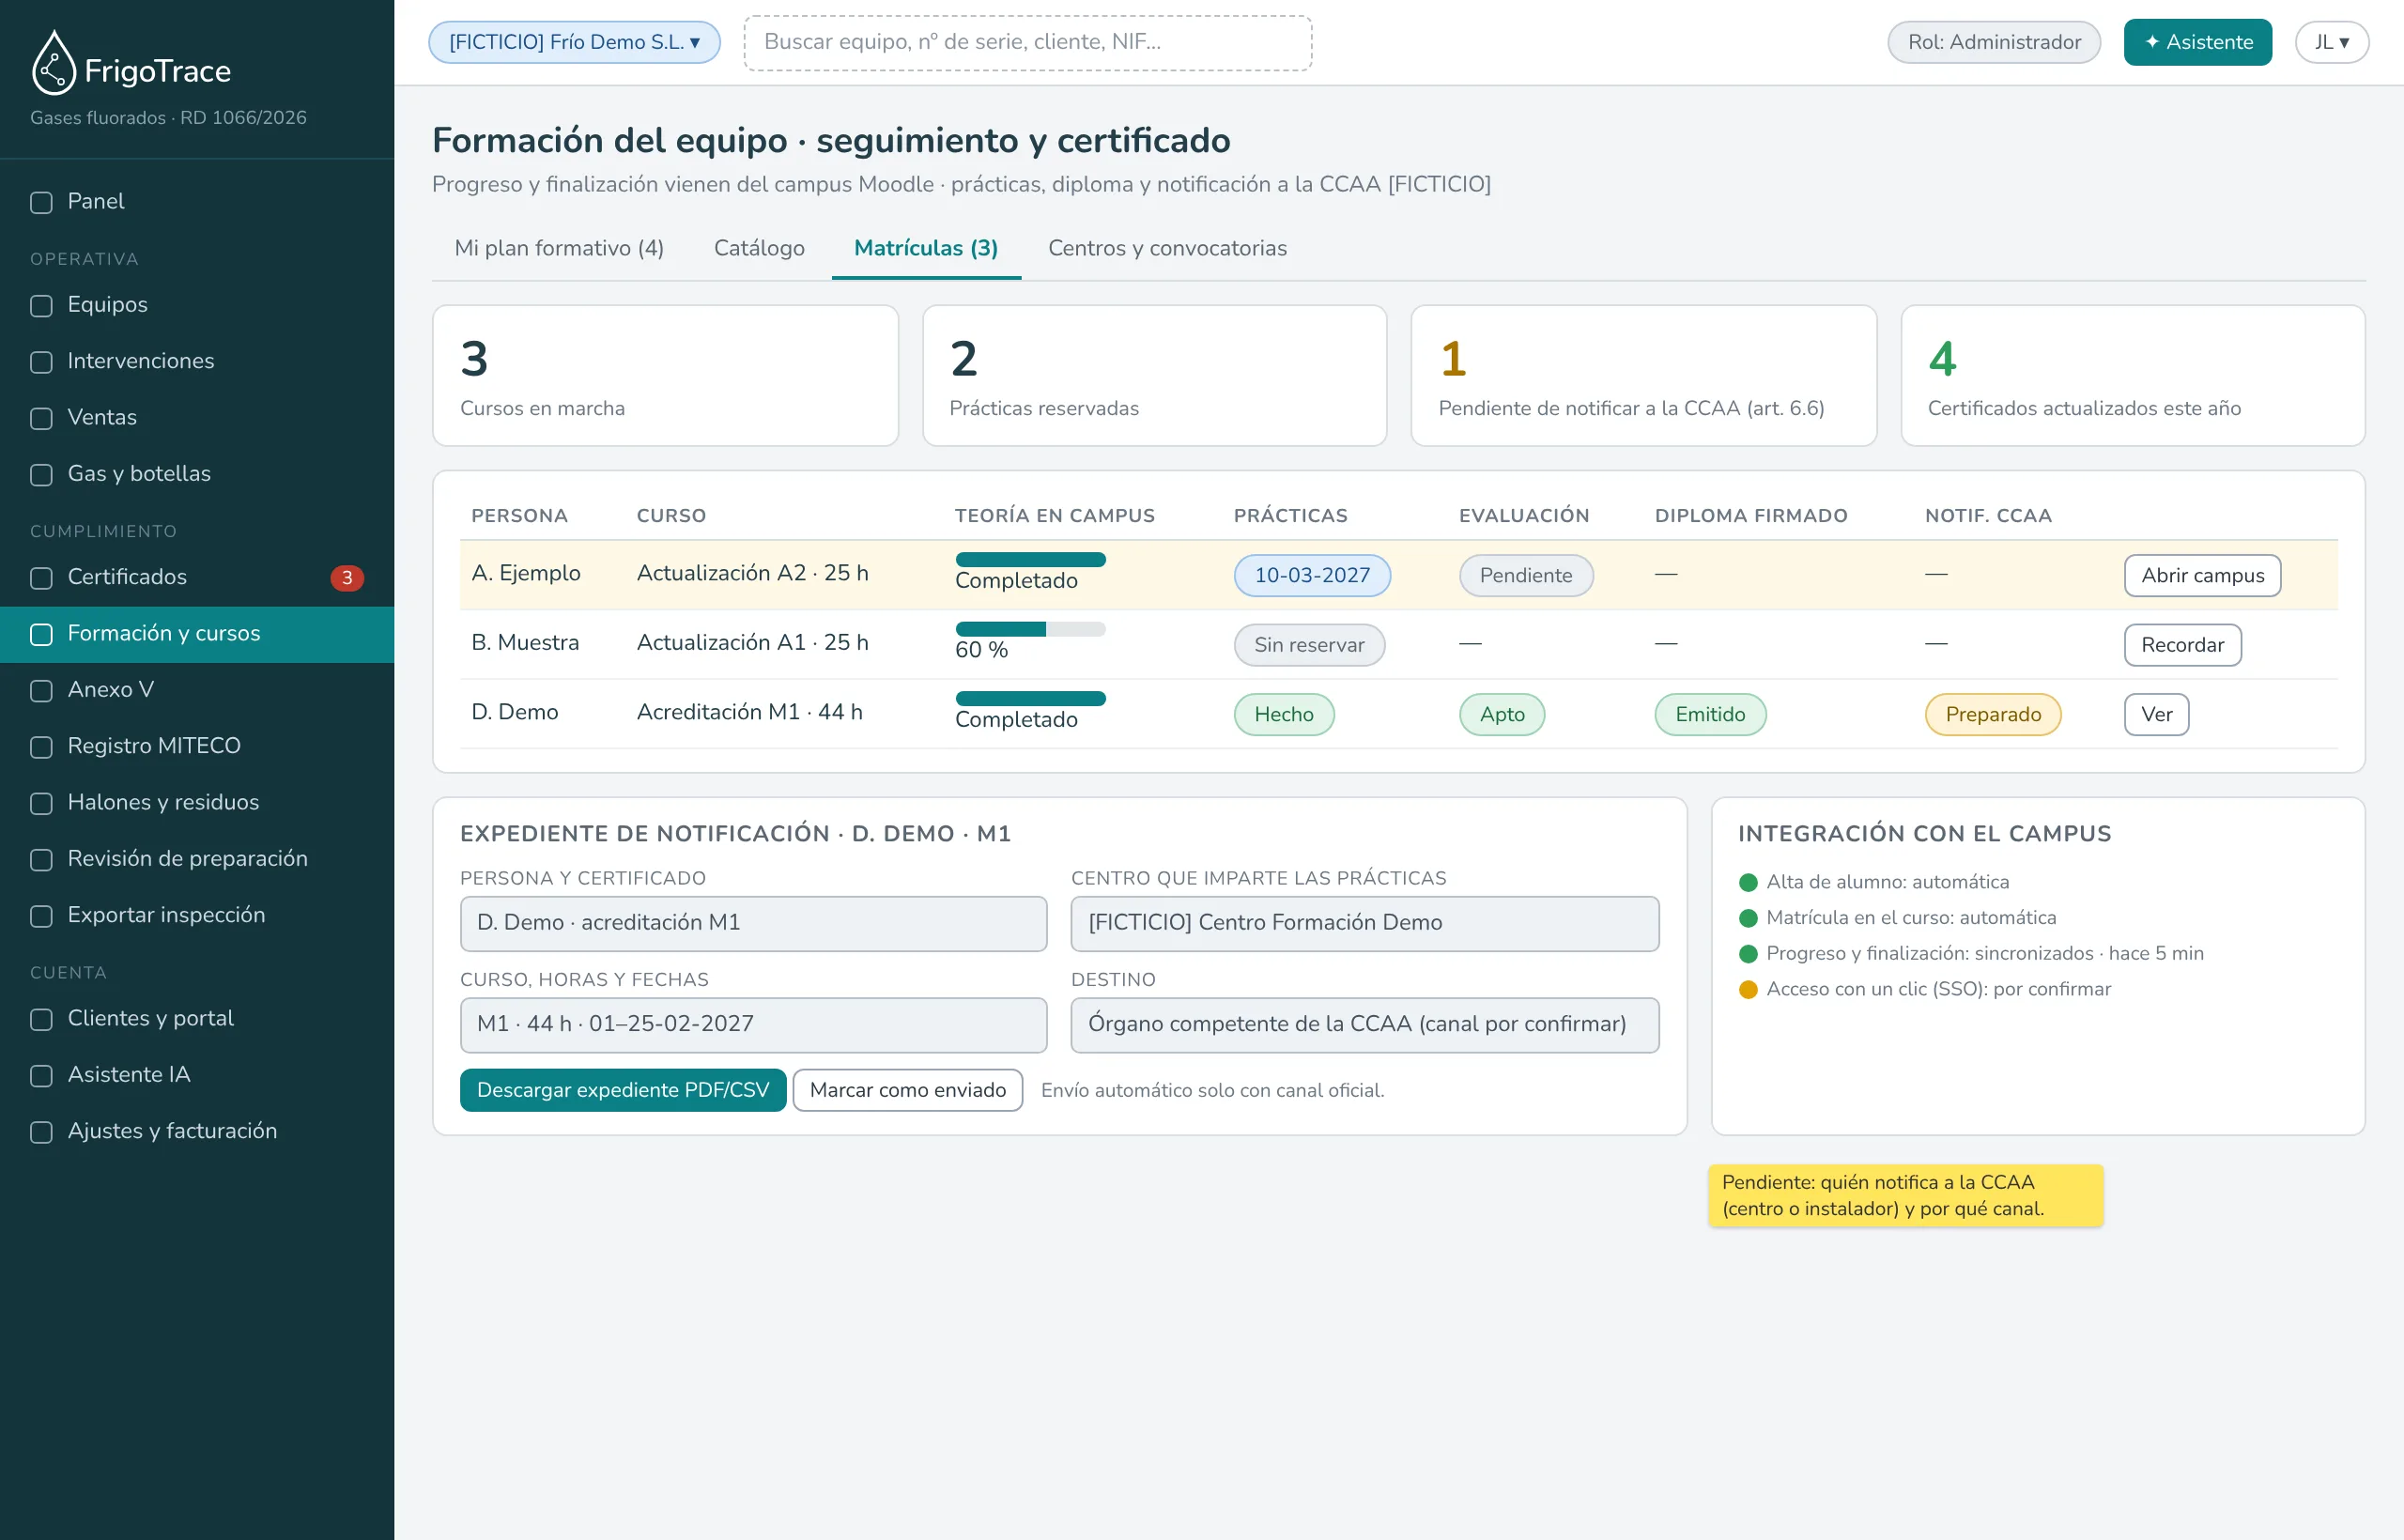 FrigoTrace
Gases fluorados · RD 1066/2026
Panel
OPERATIVA
Equipos
Intervenciones
Ventas
Gas y botellas
CUMPLIMIENTO
Certificados 3
Formación y cursos
Anexo V
Registro MITECO
Halones y residuos
Revisión de preparación
Exportar inspección
CUENTA
Clientes y portal
Asistente IA
Ajustes y facturación
[FICTICIO] Frío Demo S.L. ▾
Buscar equipo, nº de serie, cliente, NIF...
Rol: Administrador
✦ Asistente
JL ▾
Formación del equipo · seguimiento y certificado
Progreso y finalización vienen del campus Moodle · prácticas, diploma y notificación a la CCAA [FICTICIO]
Mi plan formativo (4) Catálogo Matrículas (3) Centros y convocatorias
3
Cursos en marcha
2
Prácticas reservadas
1
Pendiente de notificar a la CCAA (art. 6.6)
4
Certificados actualizados este año
PERSONA CURSO TEORÍA EN CAMPUS PRÁCTICAS EVALUACIÓN DIPLOMA FIRMADO NOTIF. CCAA
A. Ejemplo Actualización A2 · 25 h Completado 10-03-2027 Pendiente — — Abrir campus
B. Muestra Actualización A1 · 25 h 60 % Sin reservar — — — Recordar
D. Demo Acreditación M1 · 44 h Completado Hecho Apto Emitido Preparado Ver
EXPEDIENTE DE NOTIFICACIÓN · D. DEMO · M1
PERSONA Y CERTIFICADO
D. Demo · acreditación M1
CENTRO QUE IMPARTE LAS PRÁCTICAS
[FICTICIO] Centro Formación Demo
CURSO, HORAS Y FECHAS
M1 · 44 h · 01–25-02-2027
DESTINO
Órgano competente de la CCAA (canal por confirmar)
Descargar expediente PDF/CSV Marcar como enviado Envío automático solo con canal oficial.
INTEGRACIÓN CON EL CAMPUS
Alta de alumno: automática
Matrícula en el curso: automática
Progreso y finalización: sincronizados · hace 5 min
Acceso con un clic (SSO): por confirmar
Pendiente: quién notifica a la CCAA
(centro o instalador) y por qué canal.